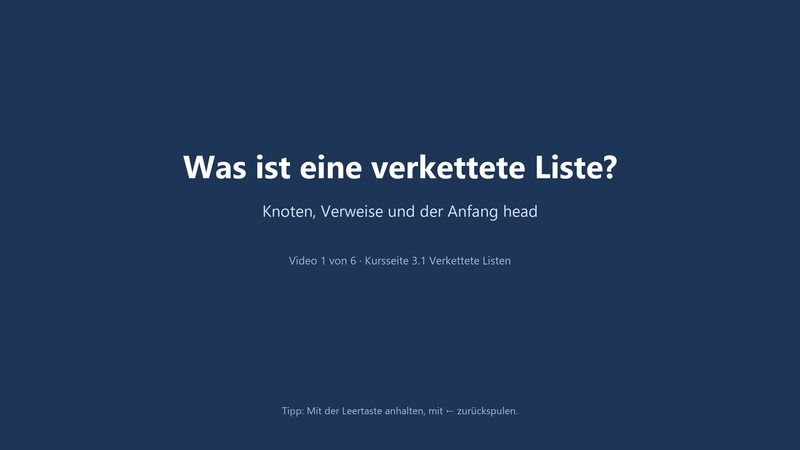 Was ist eine verkettete Liste?
Knoten, Verweise und der Anfang head
Video 1 von 6 · Kursseite 3.1 Verkettete Listen
Tipp: Mit der Leertaste anhalten, mit ← zurückspulen.